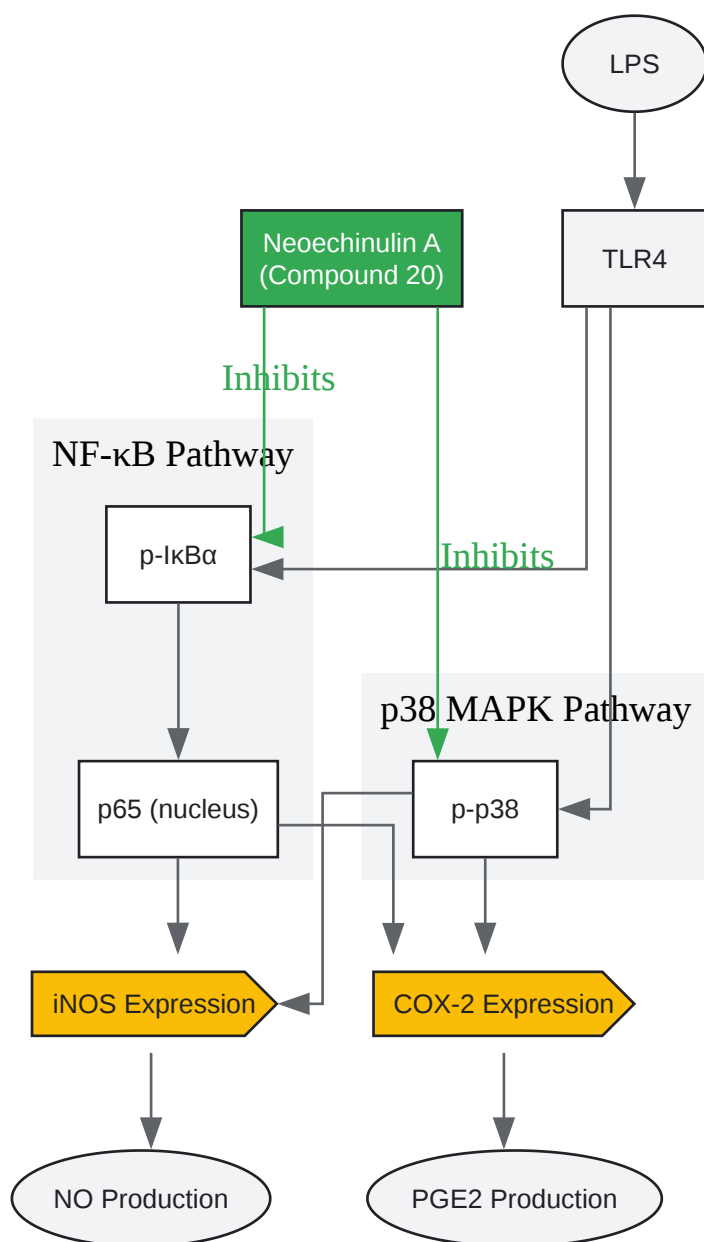 LPS
Neoechinulin A
(Compound 20)
TLR4
Inhibits
NF-κB Pathway
p-IκBα
Inhibits
p38 MAPK Pathway
p65 (nucleus)
p-p38
iNOS Expression
COX-2 Expression
NO Production
PGE2 Production